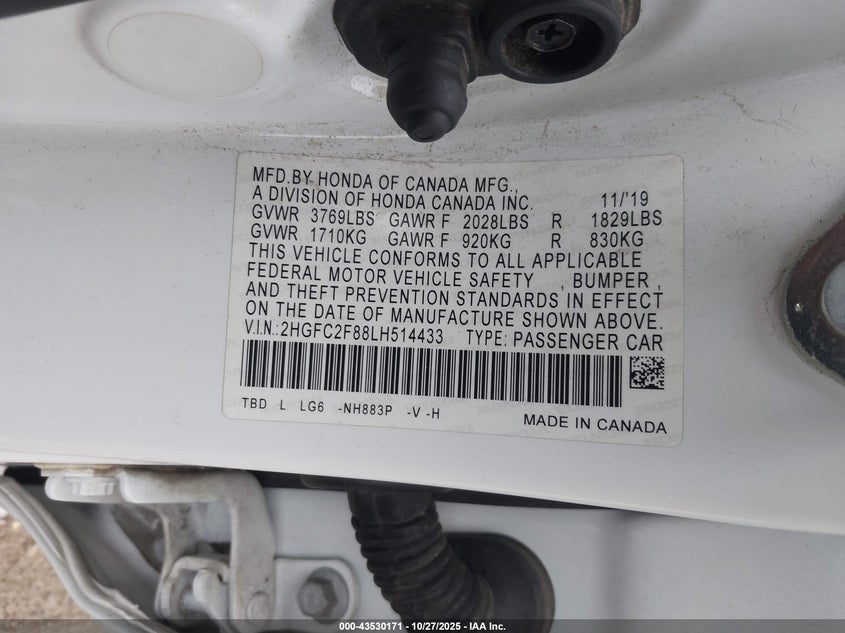 MFD.BY HONDA OF CANADA MFG.,
A DIVISION OF HONDA CANADA INC. 11/'19
GVWR 3769LBS GAWR F 2028LBS R 1829LBS
GVWR 1710KG GAWR F 920KG R 830KG
THIS VEHICLE CONFORMS TO ALL APPLICABLE
FEDERAL MOTOR VEHICLE SAFETY , BUMPER ,
AND THEFT PREVENTION STANDARDS IN EFFECT
ON THE DATE OF MANUFACTURE SHOWN ABOVE.
V.I.N.:2HGFC2F88LH514433 TYPE: PASSENGER CAR
TBD L LG6 -NH883P -V -H
MADE IN CANADA
000-43530171 | 10/27/2025 - IAA Inc.